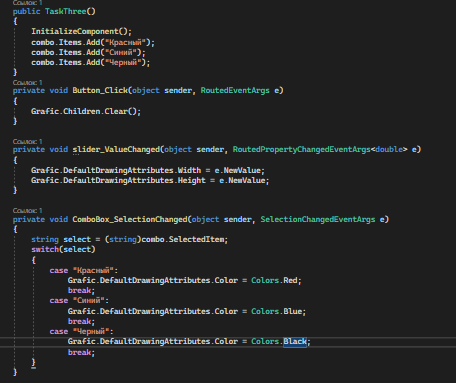 Ссылок: 1
public TaskThree()
{
InitializeComponent();
combo.Items.Add("Красный");
combo.Items.Add("Синий");
combo.Items.Add("Черный");
}
Ссылок: 1
private void Button_Click(object sender, RoutedEventArgs e)
{
Grafic.Children.Clear();
}
Ссылок: 1
private void slider_ValueChanged(object sender, RoutedPropertyChangedEventArgs<double> e)
{
Grafic.DefaultDrawingAttributes.Width = e.NewValue;
Grafic.DefaultDrawingAttributes.Height = e.NewValue;
}
Ссылок: 1
private void ComboBox_SelectionChanged(object sender, SelectionChangedEventArgs e)
{
string select = (string)combo.SelectedItem;
switch(select)
{
case "Красный":
Grafic.DefaultDrawingAttributes.Color = Colors.Red;
break;
case "Синий":
Grafic.DefaultDrawingAttributes.Color = Colors.Blue;
break;
case "Черный":
Grafic.DefaultDrawingAttributes.Color = Colors.Black;
break;
}
}